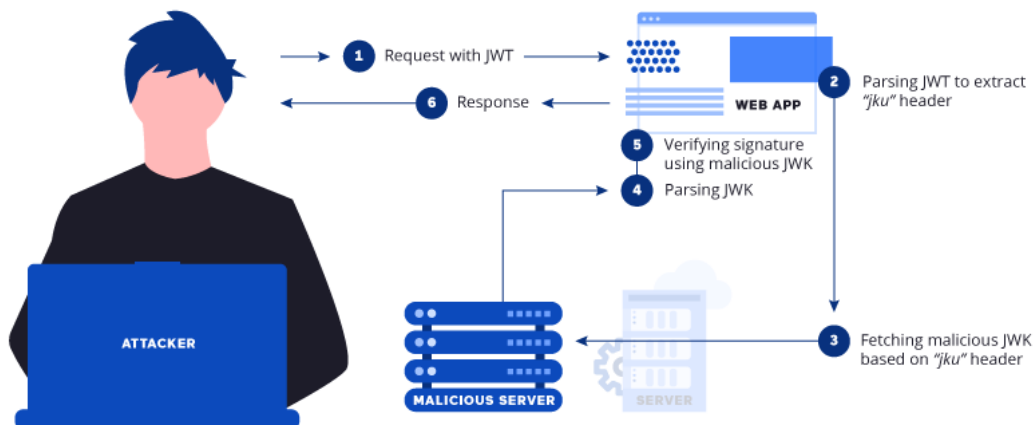 1 Request with JWT
6 Response
WEB APP
2 Parsing JWT to extract
“jku” header
5 Verifying signature
using malicious JWK
4 Parsing JWK
3 Fetching malicious JWK
based on “jku” header
ATTACKER
MALICIOUS SERVER
SERVER